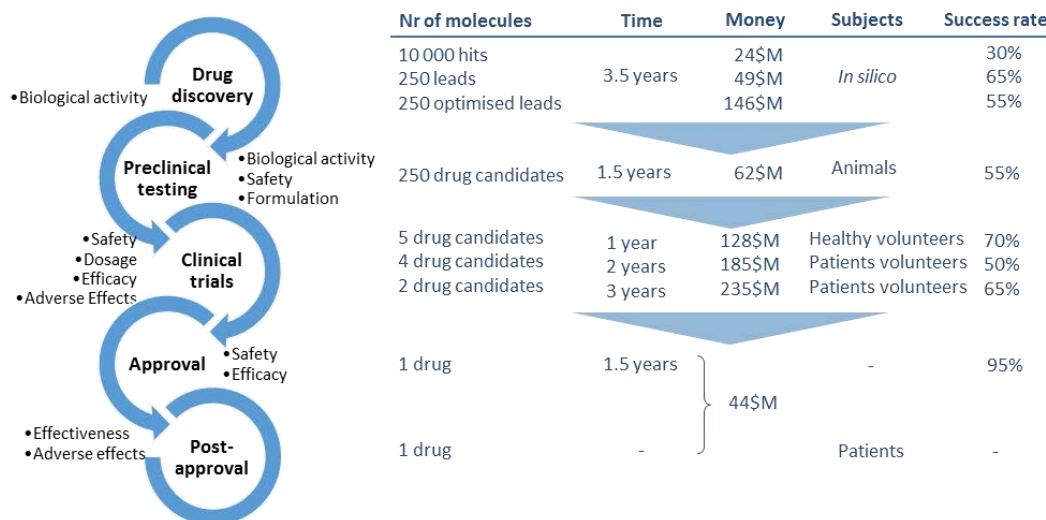 Drug
discovery
•Biological activity
Preclinical
testing
•Biological activity
•Safety
•Formulation
•Safety
•Dosage
•Efficacy
•Adverse Effects
Clinical
trials
Approval
•Safety
•Efficacy
•Effectiveness
•Adverse effects
Post-
approval
Nr of molecules Time Money Subjects Success rate
10 000 hits 24$M 30%
250 leads 3.5 years 49$M In silico 65%
250 optimised leads 146$M 55%
250 drug candidates 1.5 years 62$M Animals 55%
5 drug candidates 1 year 128$M Healthy volunteers 70%
4 drug candidates 2 years 185$M Patients volunteers 50%
2 drug candidates 3 years 235$M Patients volunteers 65%
1 drug 1.5 years - 95%
44$M
1 drug - Patients -